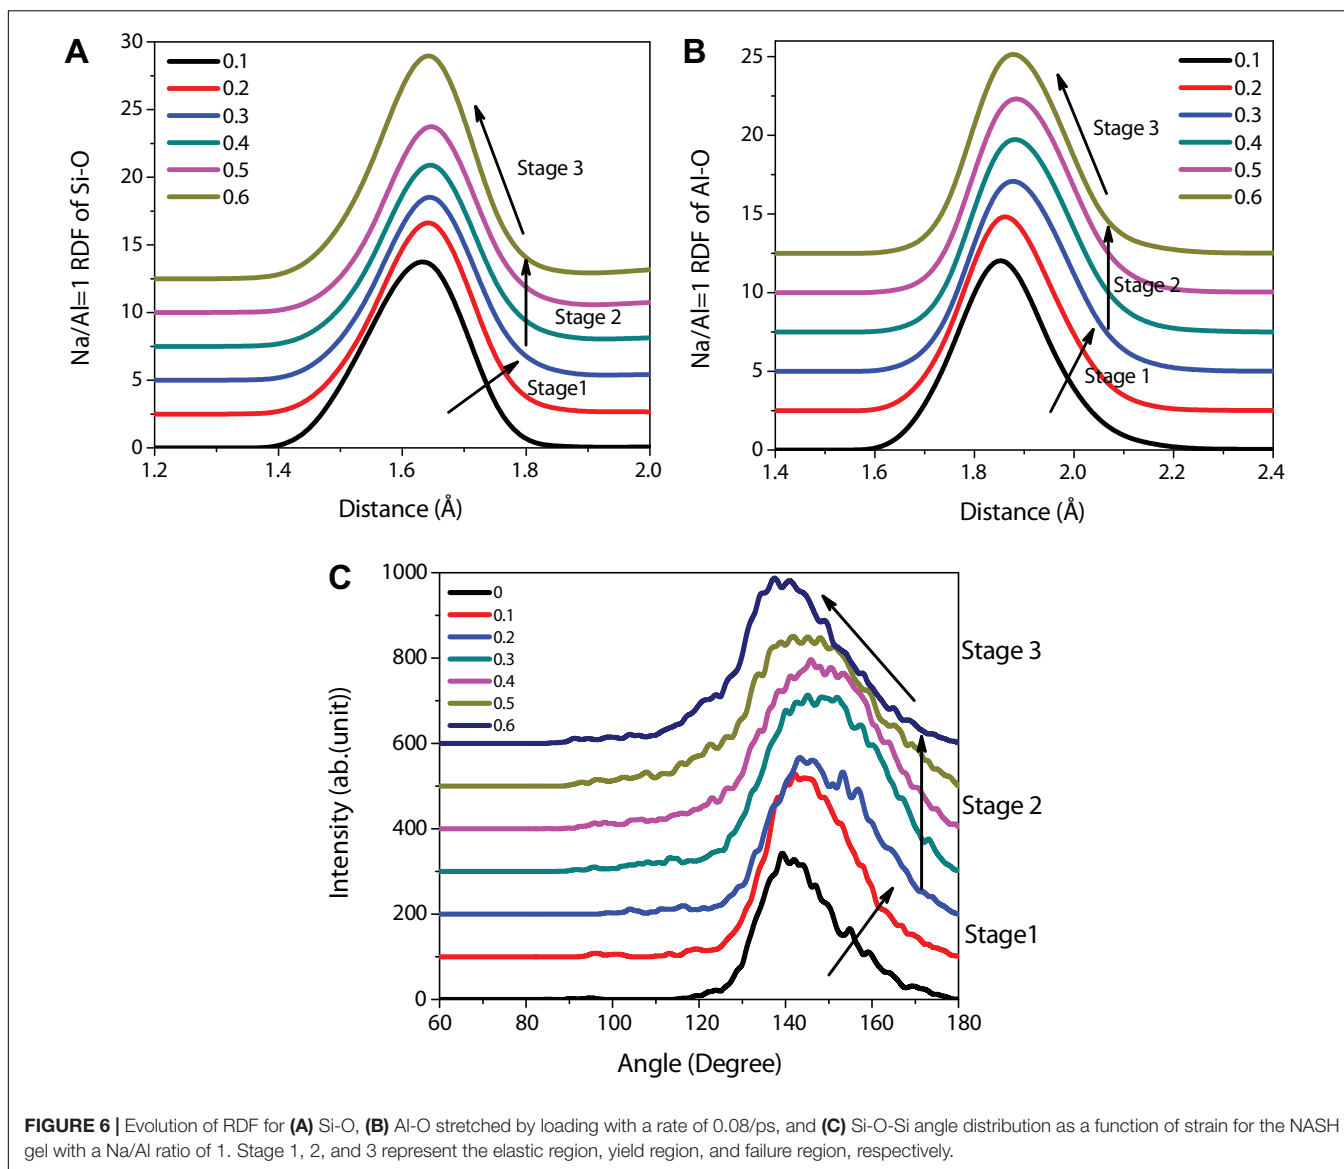 A
Na/Al=1 RDF of Si-O
30
25
20
15
10
5
0
0.1
0.2
0.3
0.4
0.5
0.6
Stage 3
Stage 2
Stage1
1.2
1.4
1.6
1.8
2.0
Distance (Å)
B
Na/Al=1 RDF of Al-O
25
20
15
10
5
0
0.1
0.2
0.3
0.4
0.5
0.6
Stage 3
Stage 2
Stage 1
1.4
1.6
1.8
2.0
2.2
2.4
Distance (Å)
C
Intensity (ab.(unit))
1000
800
600
400
200
0
0
0.1
0.2
0.3
0.4
0.5
0.6
Stage 3
Stage 2
Stage1
60
80
100
120
140
160
180
Angle (Degree)
FIGURE 6 | Evolution of RDF for (A) Si-O, (B) Al-O stretched by loading with a rate of 0.08/ps, and (C) Si-O-Si angle distribution as a function of strain for the NASH
gel with a Na/Al ratio of 1. Stage 1, 2, and 3 represent the elastic region, yield region, and failure region, respectively.